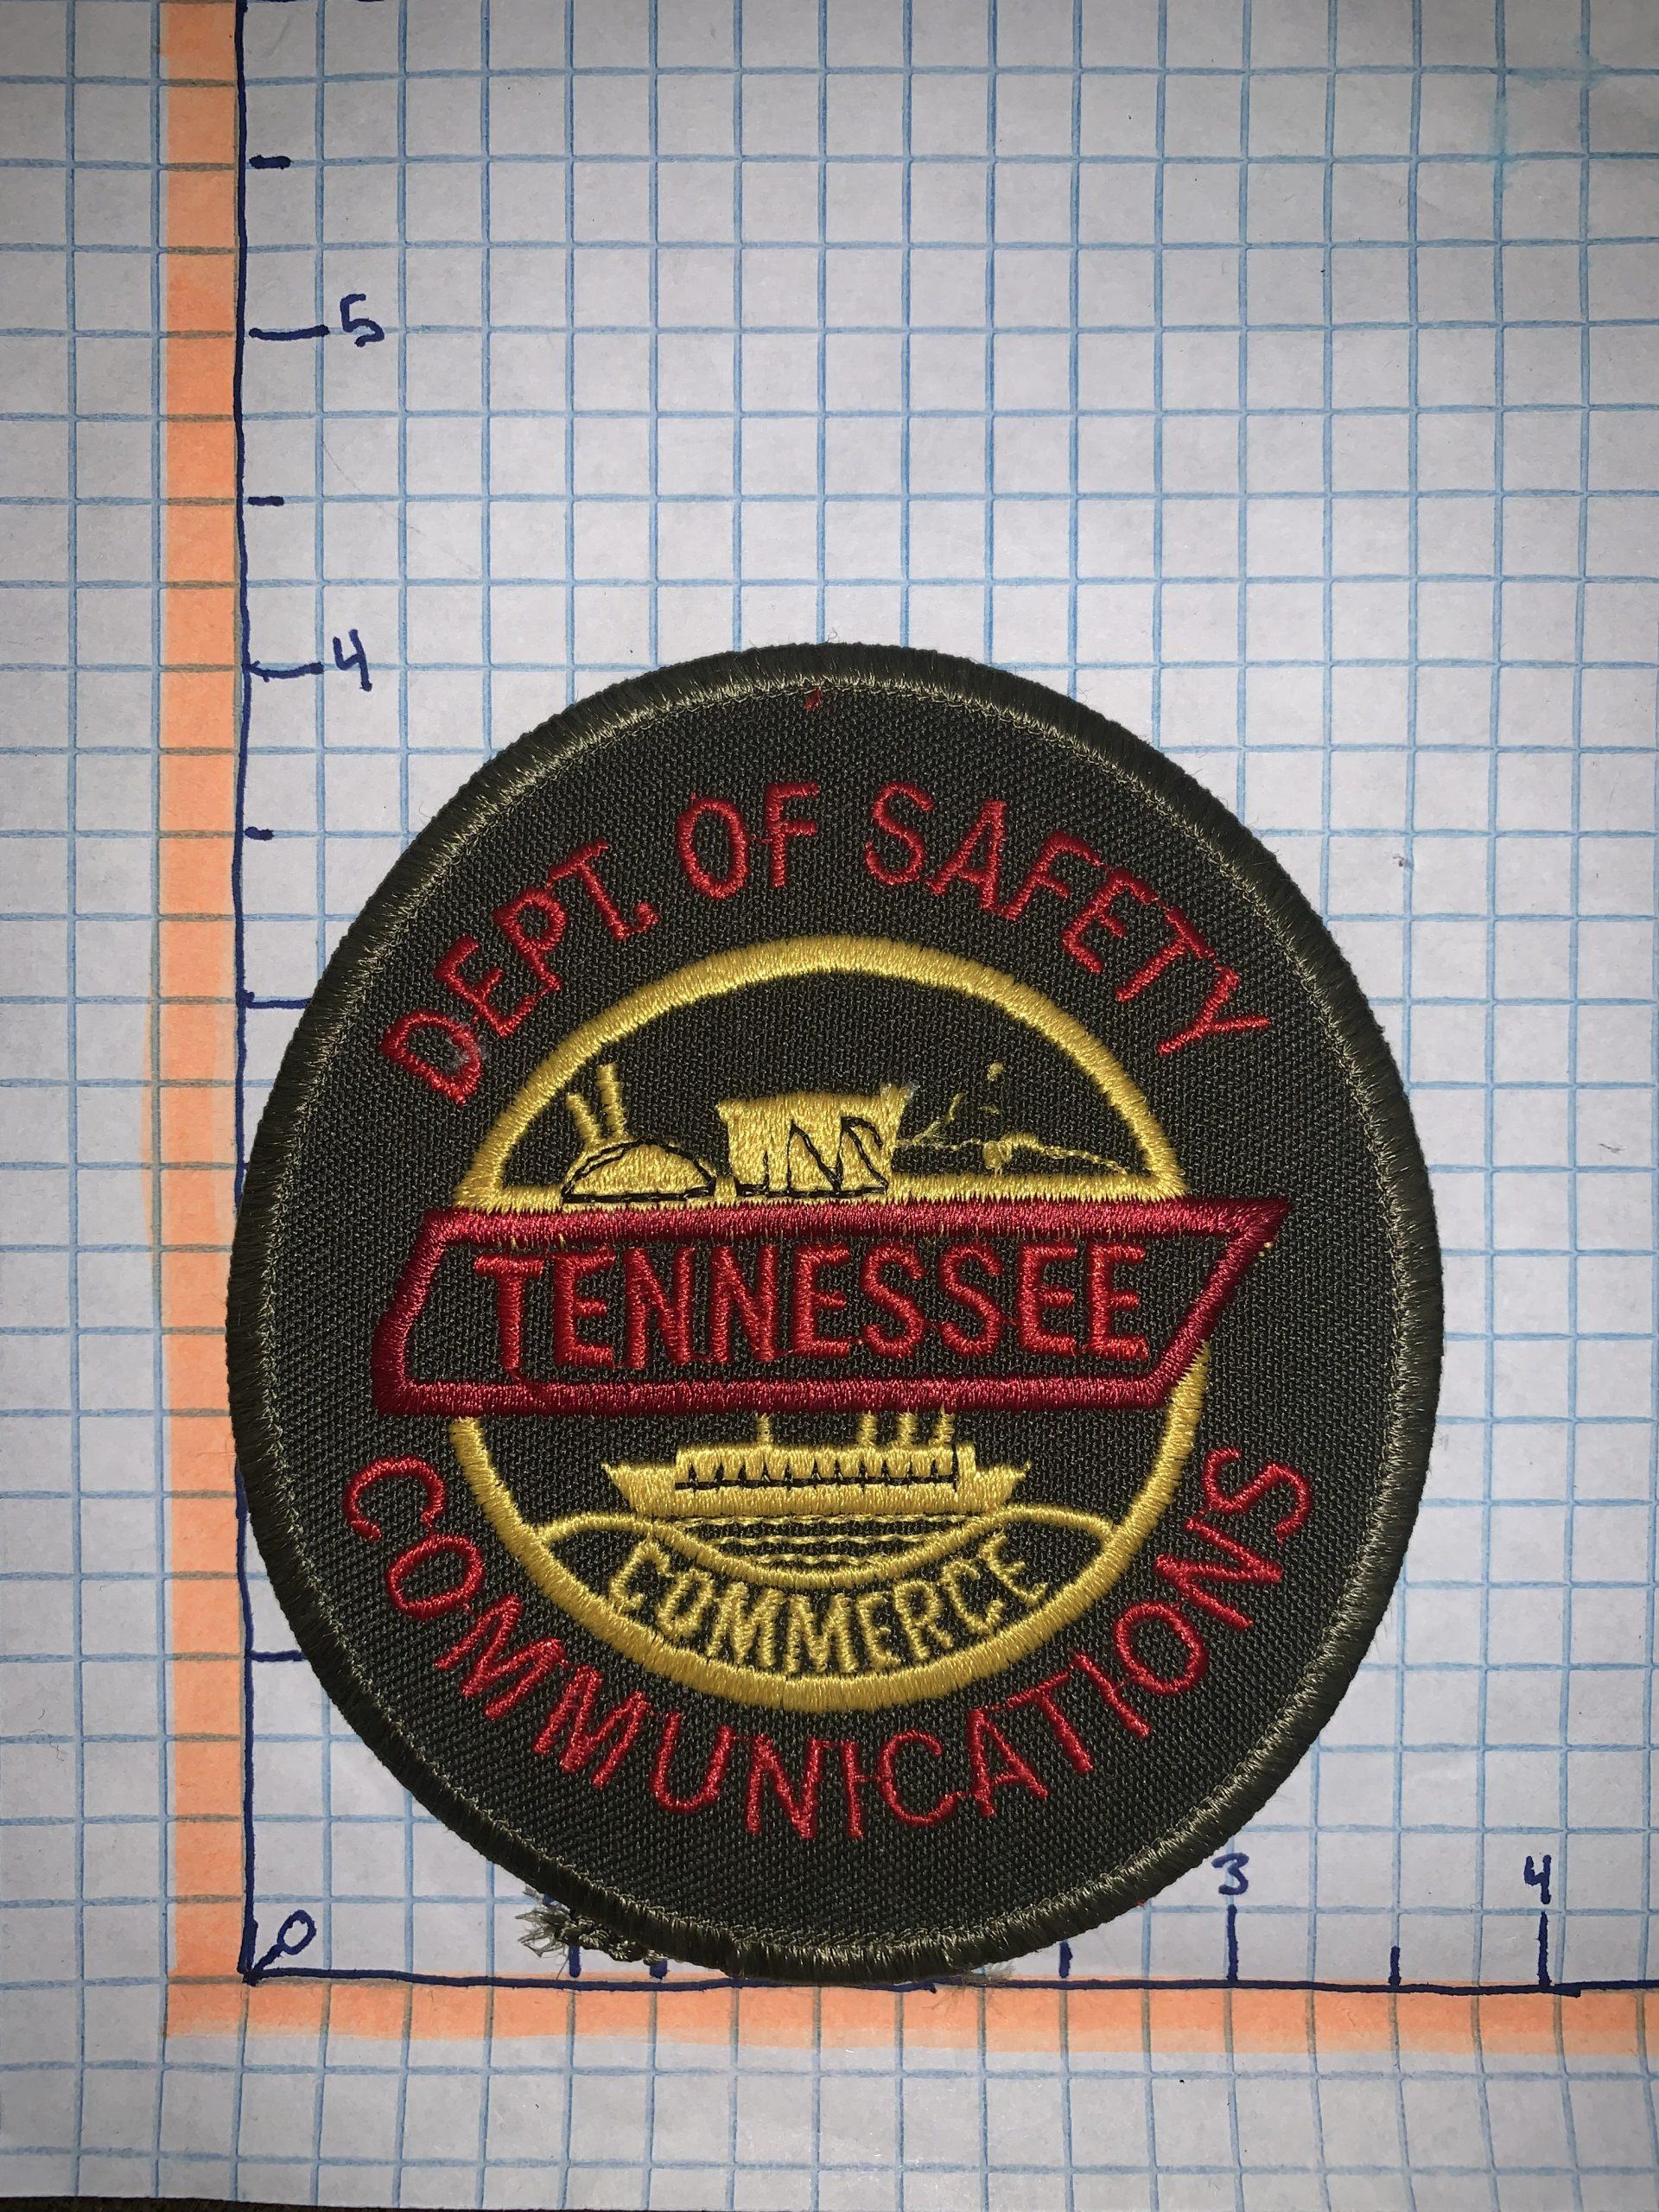 5
4
DEPT. OF SAFETY
TENNESSEE
COMMERCE
COMMUNICATIONS
0
3
4